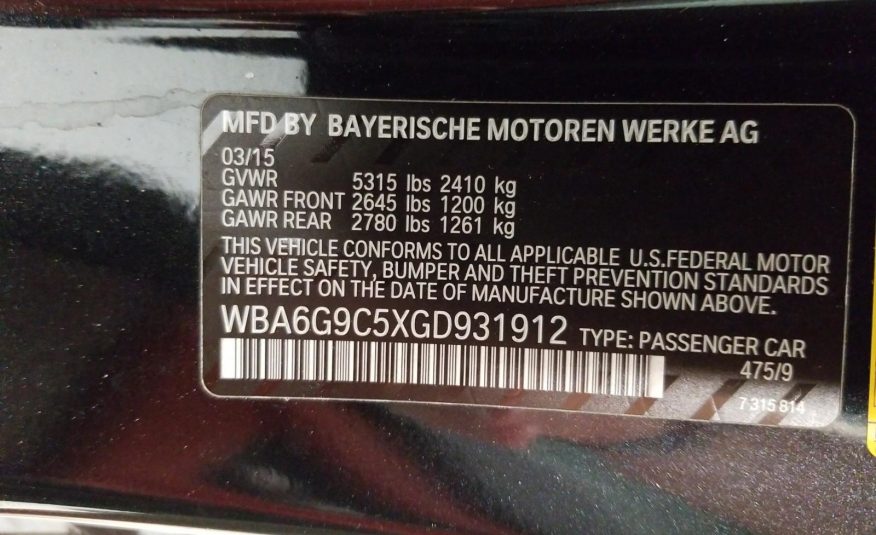 MFD BY BAYERISCHE MOTOREN WERKE AG
03/15
GVWR 5315 lbs 2410 kg
GAWR FRONT 2645 lbs 1200 kg
GAWR REAR 2780 lbs 1261 kg
THIS VEHICLE CONFORMS TO ALL APPLICABLE U.S.FEDERAL MOTOR
VEHICLE SAFETY, BUMPER AND THEFT PREVENTION STANDARDS
IN EFFECT ON THE DATE OF MANUFACTURE SHOWN ABOVE.
WBA6G9C5XGD931912 TYPE: PASSENGER CAR
475/9
7 315 814